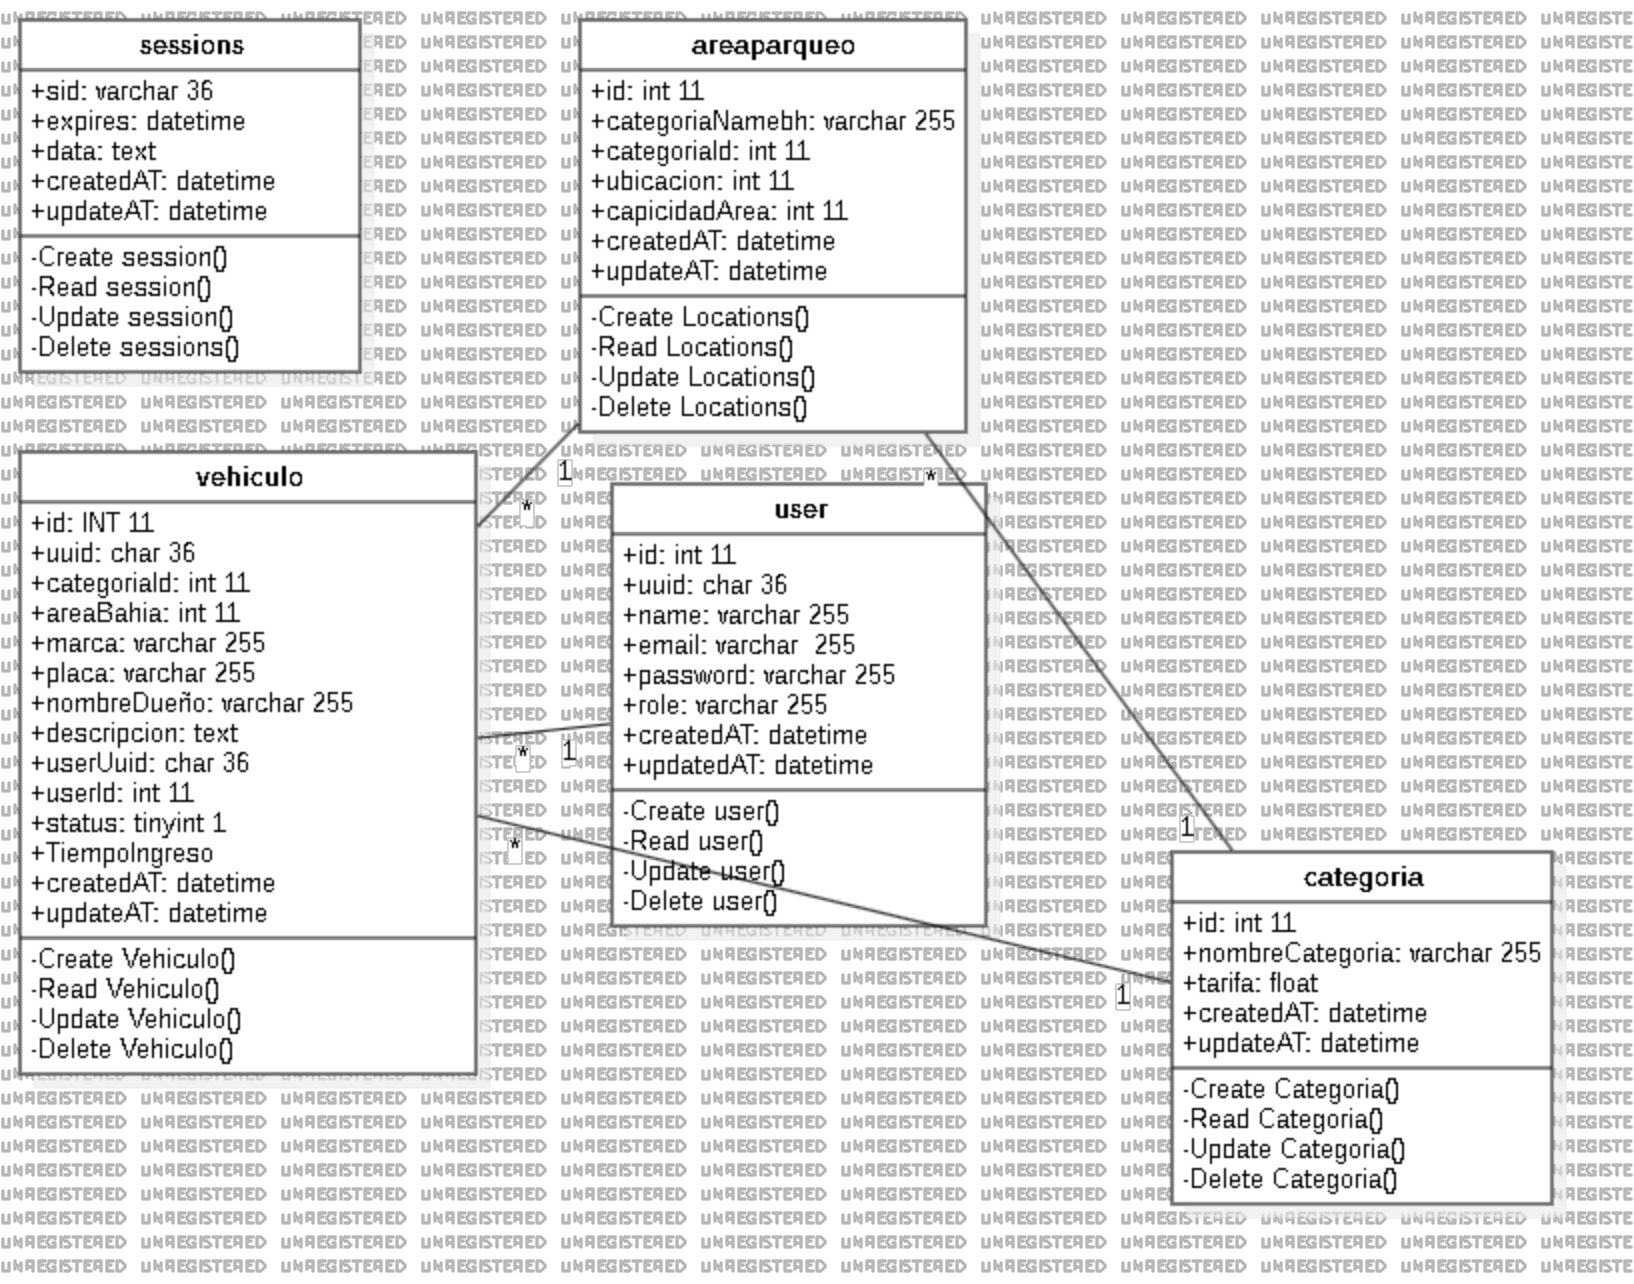 sessions
+sid: varchar 36
+expires: datetime
+data: text
+createdAT: datetime
+updateAT: datetime
-Create session()
-Read session()
-Update session()
-Delete sessions()
areaparqueo
+id: int 11
+categoriaNamebh: varchar 255
+categoriaId: int 11
+ubicacion: int 11
+capicidadArea: int 11
+createdAT: datetime
+updateAT: datetime
-Create Locations()
-Read Locations()
-Update Locations()
-Delete Locations()
1
*
*
vehiculo
+id: INT 11
+uuid: char 36
+categoriaId: int 11
+areaBahia: int 11
+marca: varchar 255
+placa: varchar 255
+nombreDueño: varchar 255
+descripcion: text
+userUuid: char 36
+userId: int 11
+status: tinyint 1
+TiempoIngreso
+createdAT: datetime
+updateAT: datetime
-Create Vehiculo()
-Read Vehiculo()
-Update Vehiculo()
-Delete Vehiculo()
*
1
*
user
+id: int 11
+uuid: char 36
+name: varchar 255
+email: varchar  255
+password: varchar 255
+role: varchar 255
+createdAT: datetime
+updatedAT: datetime
-Create user()
-Read user()
-Update user()
-Delete user()
1
1
categoria
+id: int 11
+nombreCategoria: varchar 255
+tarifa: float
+createdAT: datetime
+updateAT: datetime
-Create Categoria()
-Read Categoria()
-Update Categoria()
-Delete Categoria()
UNREGISTERED